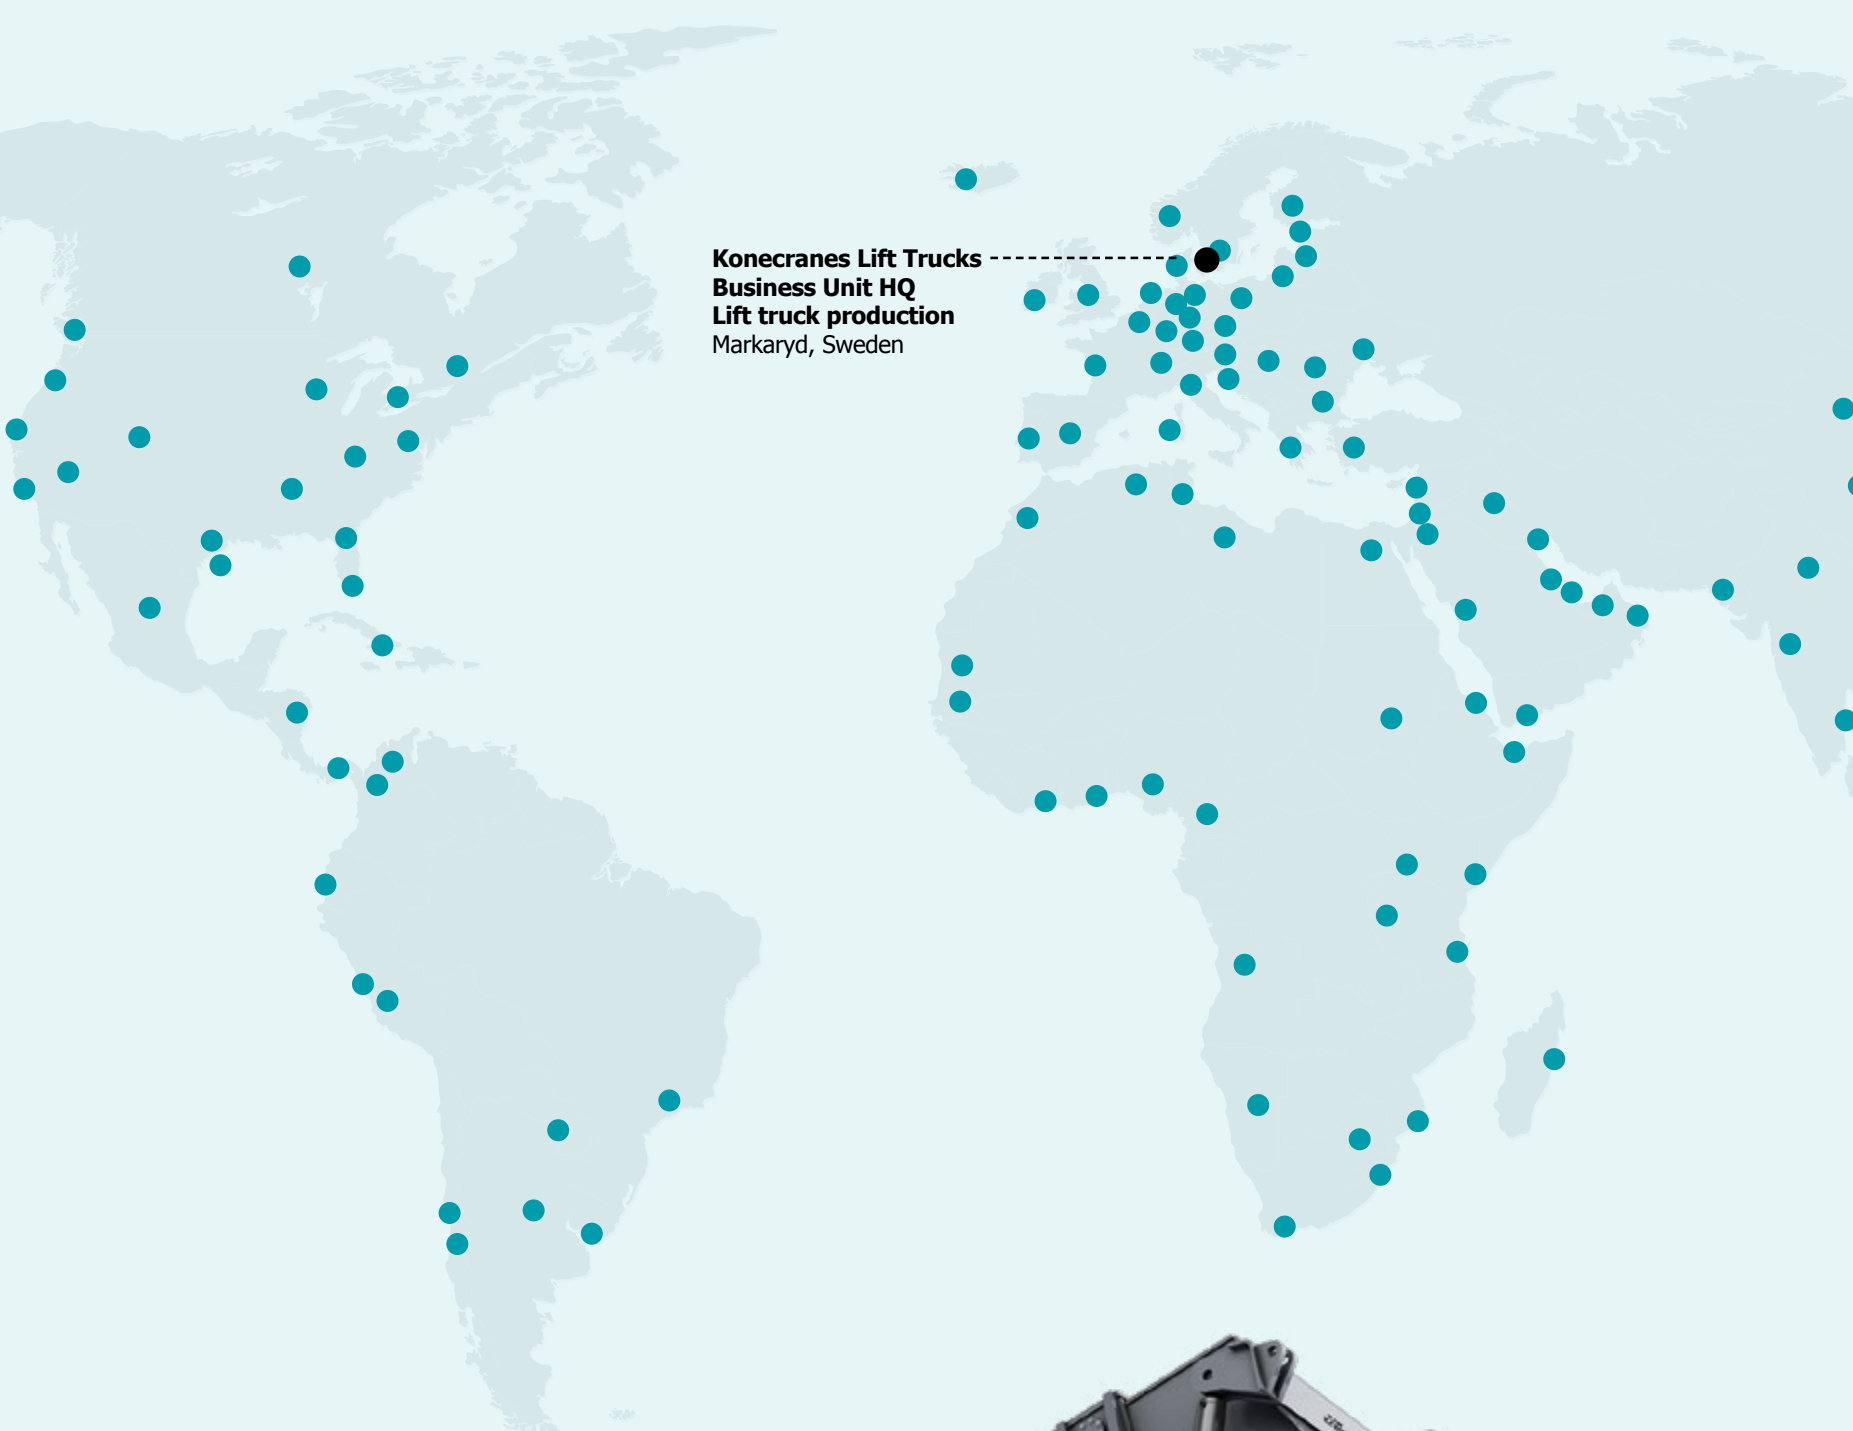 Konecranes Lift Trucks
Business Unit HQ
Lift truck production
Markaryd, Sweden